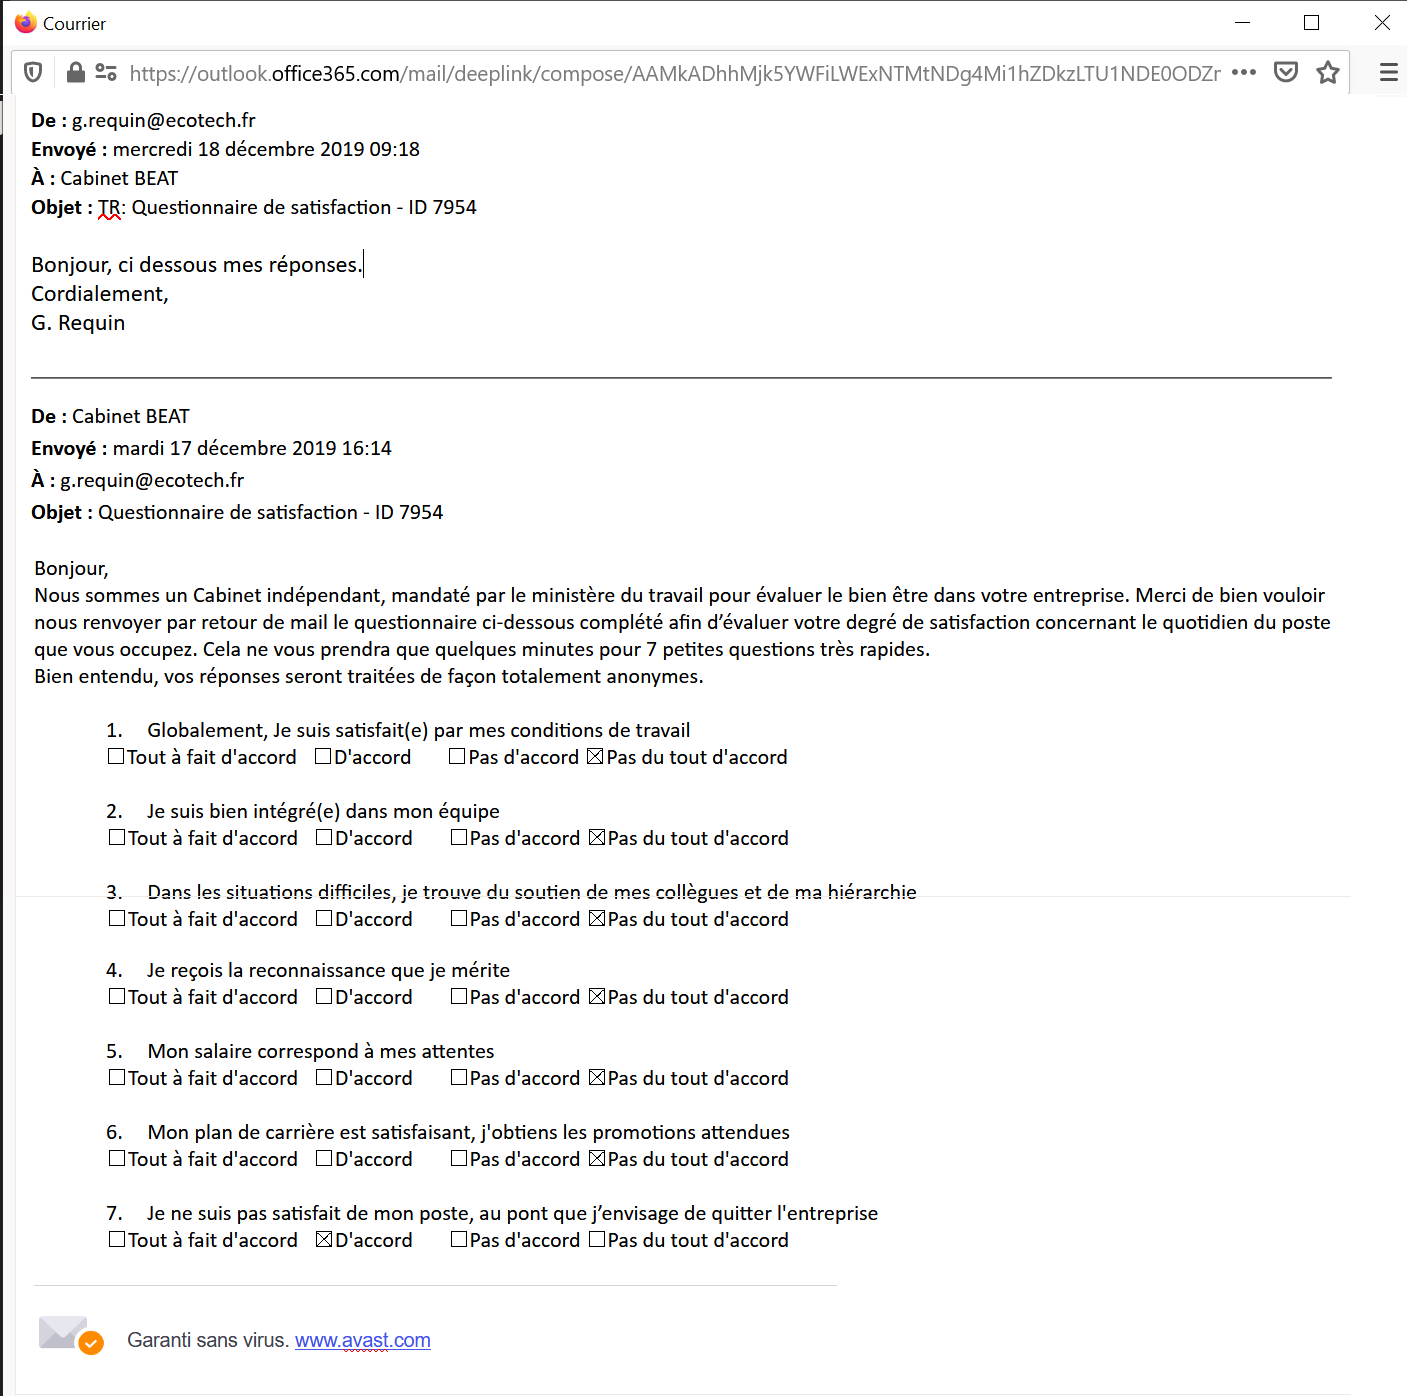 Courrier
https://outlook.office365.com/mail/deeplink/compose/AAMkADhhMjk5YWFiLWExNTMtNDg4Mi1hZDkzLTU1NDE0ODZr
De : g.requin@ecotech.fr
Envoyé : mercredi 18 décembre 2019 09:18
À : Cabinet BEAT
Objet : TR: Questionnaire de satisfaction - ID 7954
Bonjour, ci dessous mes réponses.
Cordialement,
G. Requin
De : Cabinet BEAT
Envoyé : mardi 17 décembre 2019 16:14
À : g.requin@ecotech.fr
Objet : Questionnaire de satisfaction - ID 7954
Bonjour,
Nous sommes un Cabinet indépendant, mandaté par le ministère du travail pour évaluer le bien être dans votre entreprise. Merci de bien vouloir
nous renvoyer par retour de mail le questionnaire ci-dessous complété afin d’évaluer votre degré de satisfaction concernant le quotidien du poste
que vous occupez. Cela ne vous prendra que quelques minutes pour 7 petites questions très rapides.
Bien entendu, vos réponses seront traitées de façon totalement anonymes.
1. Globalement, Je suis satisfait(e) par mes conditions de travail
☐Tout à fait d'accord ☐D'accord ☐Pas d'accord ☒Pas du tout d'accord
2. Je suis bien intégré(e) dans mon équipe
☐Tout à fait d'accord ☐D'accord ☐Pas d'accord ☒Pas du tout d'accord
3. Dans les situations difficiles, je trouve du soutien de mes collègues et de ma hiérarchie
☐Tout à fait d'accord ☐D'accord ☐Pas d'accord ☒Pas du tout d'accord
4. Je reçois la reconnaissance que je mérite
☐Tout à fait d'accord ☐D'accord ☐Pas d'accord ☒Pas du tout d'accord
5. Mon salaire correspond à mes attentes
☐Tout à fait d'accord ☐D'accord ☐Pas d'accord ☒Pas du tout d'accord
6. Mon plan de carrière est satisfaisant, j'obtiens les promotions attendues
☐Tout à fait d'accord ☐D'accord ☐Pas d'accord ☒Pas du tout d'accord
7. Je ne suis pas satisfait de mon poste, au pont que j’envisage de quitter l'entreprise
☐Tout à fait d'accord ☒D'accord ☐Pas d'accord ☐Pas du tout d'accord
Garanti sans virus. www.avast.com